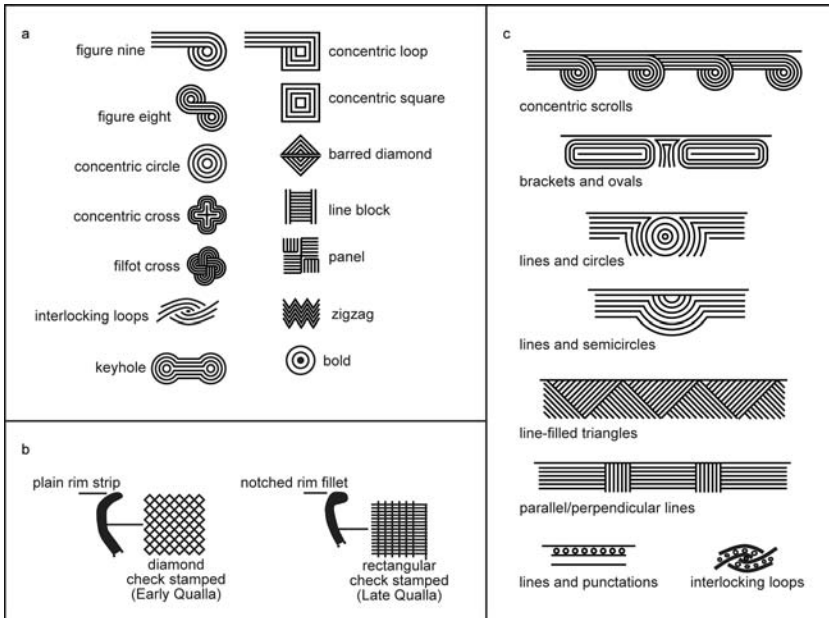 a
figure nine
concentric loop
figure eight
concentric square
concentric circle
barred diamond
concentric cross
line block
filfot cross
panel
interlocking loops
zigzag
keyhole
bold
b
plain rim strip
notched rim fillet
diamond
check stamped
(Early Qualla)
rectangular
check stamped
(Late Qualla)
c
concentric scrolls
brackets and ovals
lines and circles
lines and semicircles
line-filled triangles
parallel/perpendicular lines
lines and punctations
interlocking loops